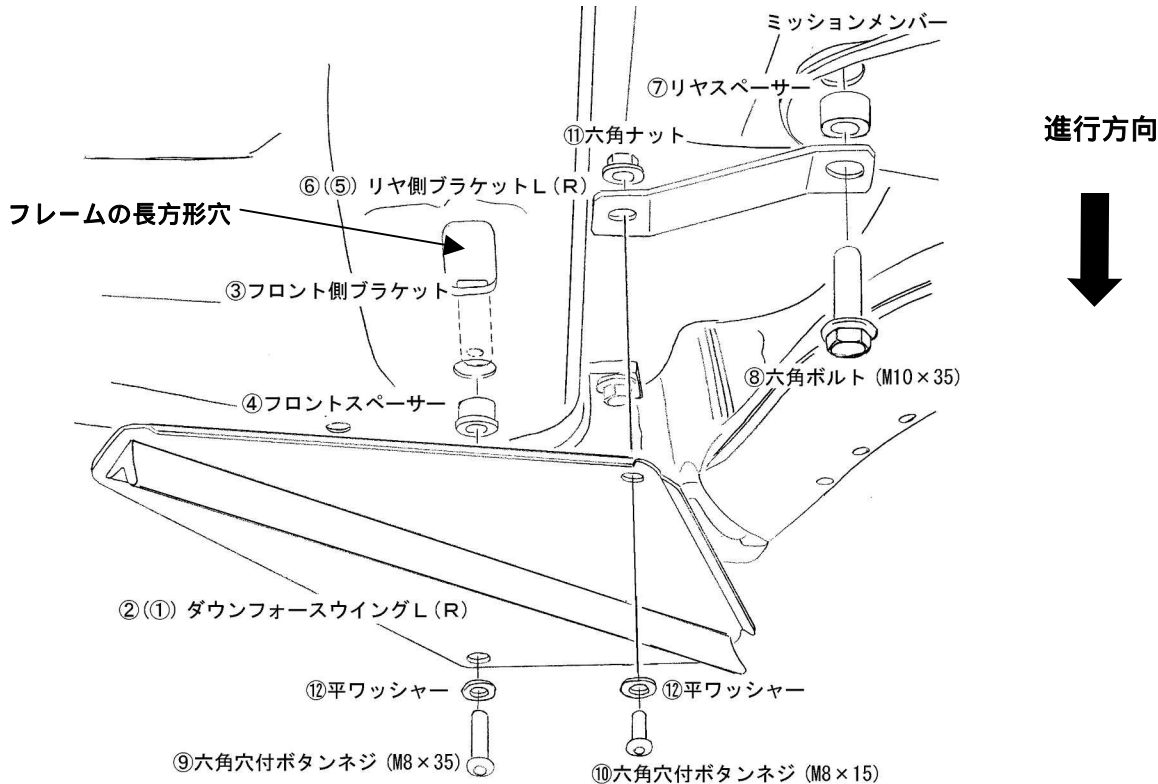 ミッションメンバー
⑦リヤスペーサー
進行方向
⑪六角ナット
⑥(⑤) リヤ側ブラケットL(R)
フレームの長方形穴
③フロント側ブラケット
⑧六角ボルト (M10×35)
④フロントスペーサー
②(①) ダウンフォースウイングL(R)
⑫平ワッシャー
⑫平ワッシャー
⑨六角穴付ボタンネジ (M8×35)
⑩六角穴付ボタンネジ (M8×15)